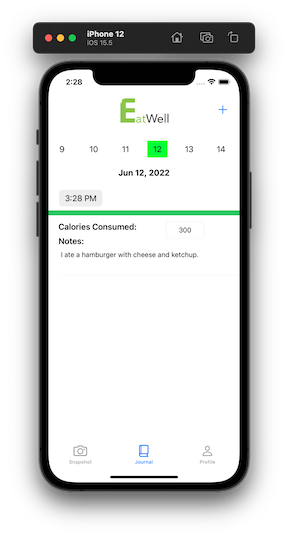 iPhone 12
iOS 15.5
2:28
EatWell
9 10 11 12 13 14
Jun 12, 2022
3:28 PM
Calories Consumed: 300
Notes:
I ate a hamburger with cheese and ketchup.
Snapshot Journal Profile